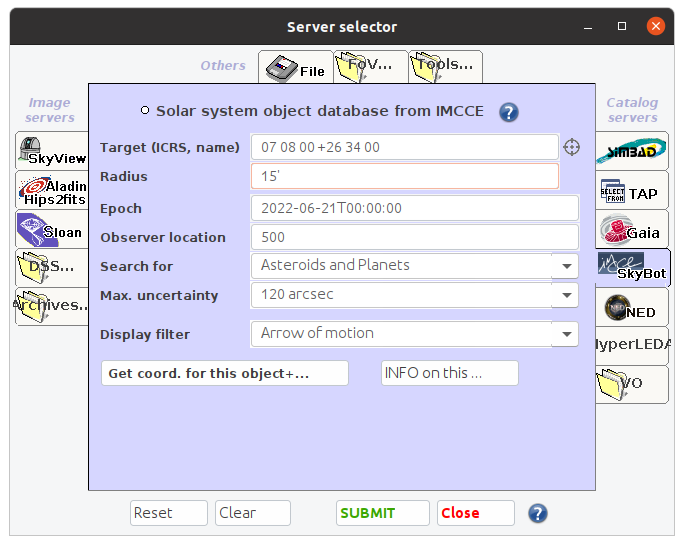 Server selector
Others
File
FoV...
Tools...
Image servers
Catalog servers
SkyView
Aladin Hips2fits
Sloan
DSS...
Archives..
Solar system object database from IMCCE
?
Target (ICRS, name)
07 08 00 +26 34 00
Radius
15'
Epoch
2022-06-21T00:00:00
Observer location
500
Search for
Asteroids and Planets
Max. uncertainty
120 arcsec
Display filter
Arrow of motion
Get coord. for this object+...
INFO on this ...
SIMBAD
SELECT FROM
TAP
Gaia
imcce
SkyBot
NED
HyperLEDA
VO
Reset
Clear
SUBMIT
Close
?